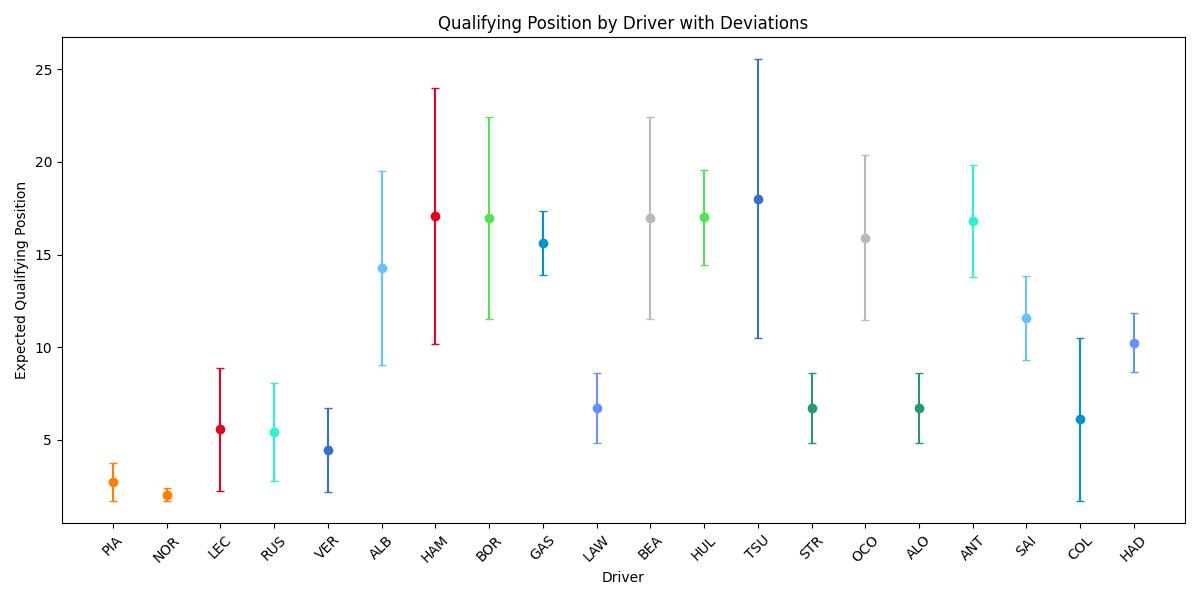 Qualifying Position by Driver with Deviations
Expected Qualifying Position
25
20
15
10
5
PIA NOR LEC RUS VER ALB HAM BOR GAS LAW BEA HUL TSU STR OCO ALO ANT SAI COL HAD
Driver